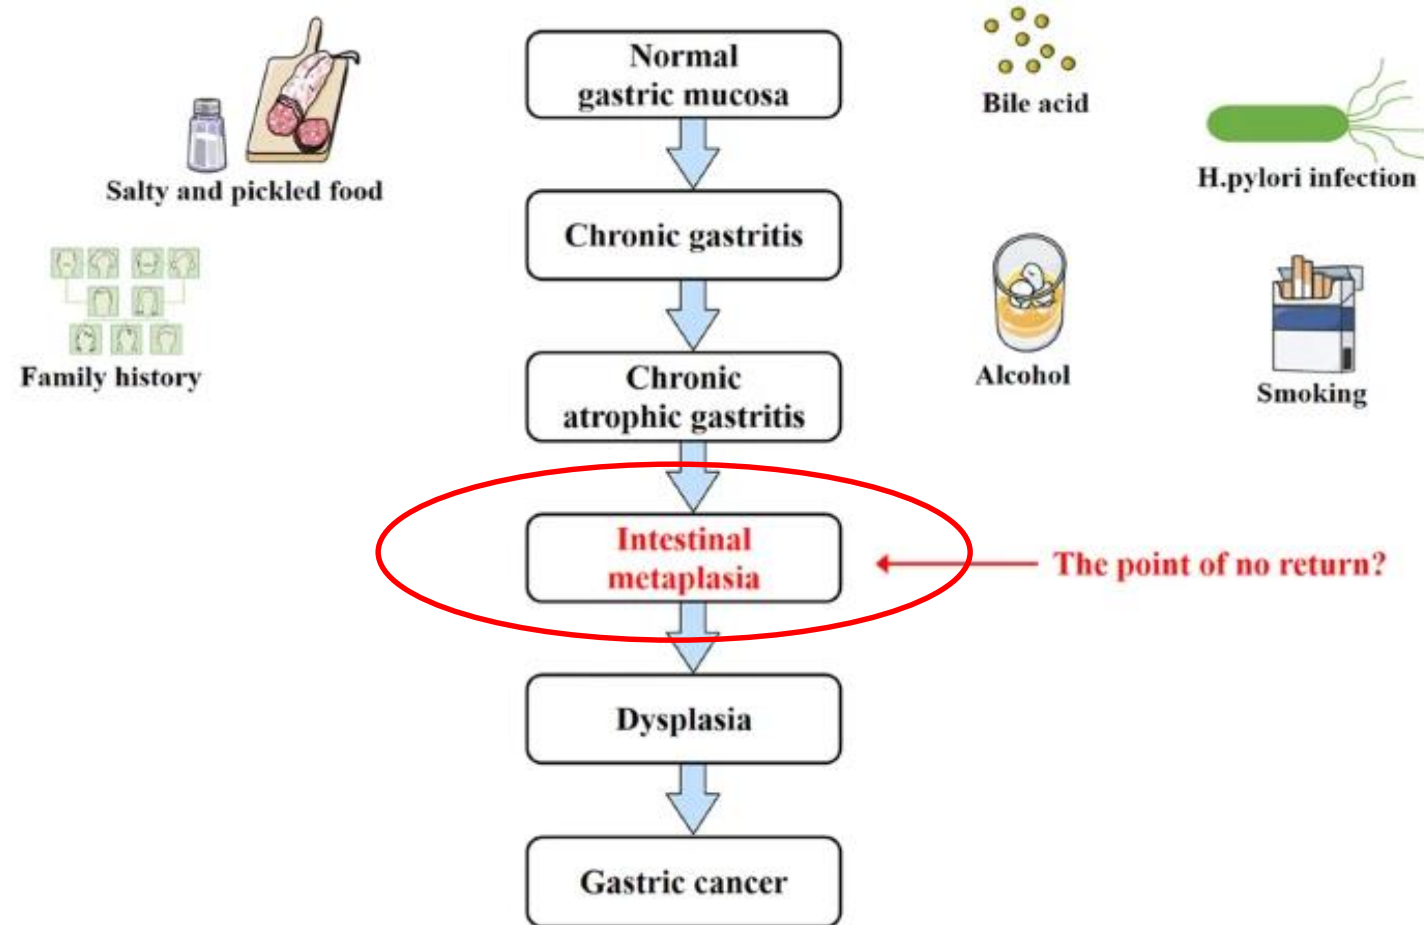 Normal
gastric mucosa
Bile acid
Salty and pickled food
H.pylori infection
Chronic gastritis
Family history
Chronic
atrophic gastritis
Alcohol
Smoking
Intestinal
metaplasia
The point of no return?
Dysplasia
Gastric cancer